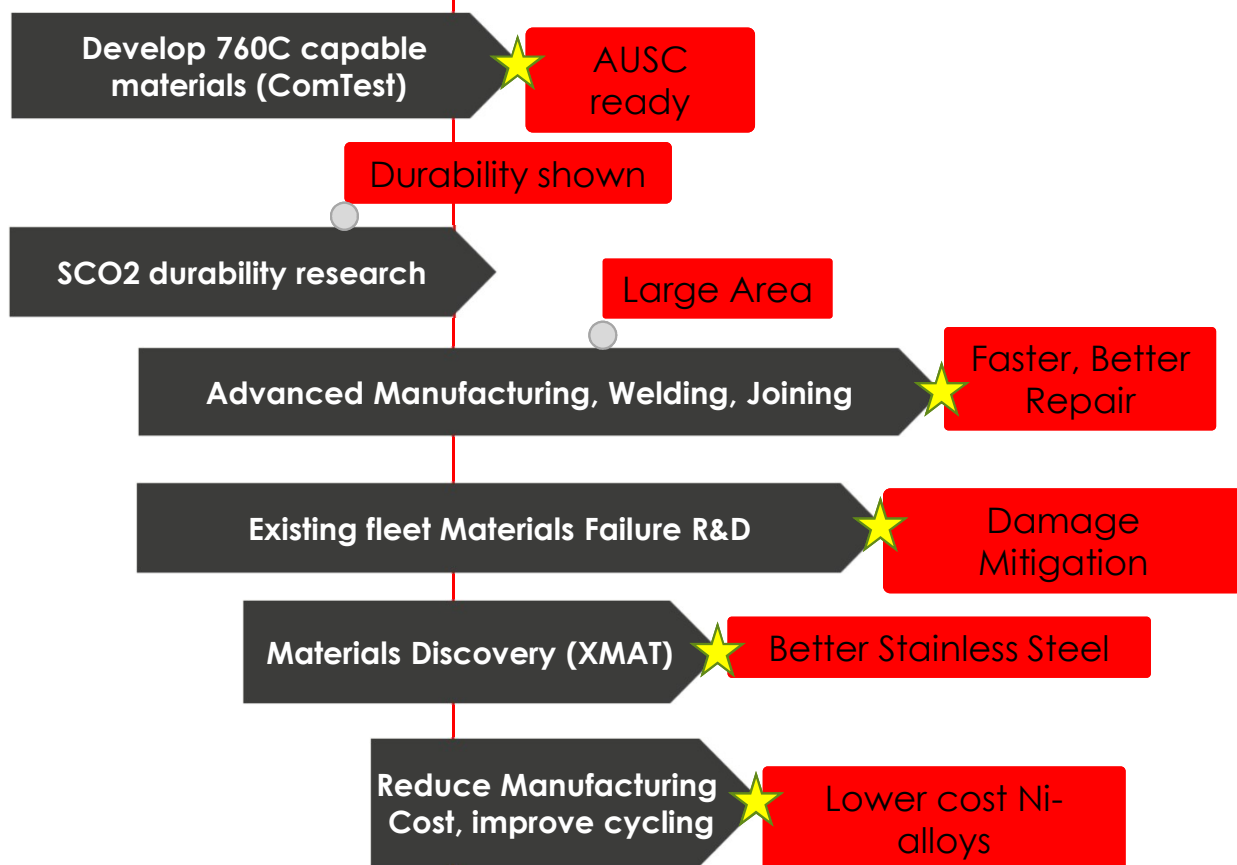 Develop 760C capable
materials (ComTest)
AUSC
ready
Durability shown
SCO2 durability research
Large Area
Advanced Manufacturing, Welding, Joining
Faster, Better
Repair
Existing fleet Materials Failure R&D
Damage
Mitigation
Materials Discovery (XMAT)
Better Stainless Steel
Reduce Manufacturing
Cost, improve cycling
Lower cost Ni-
alloys